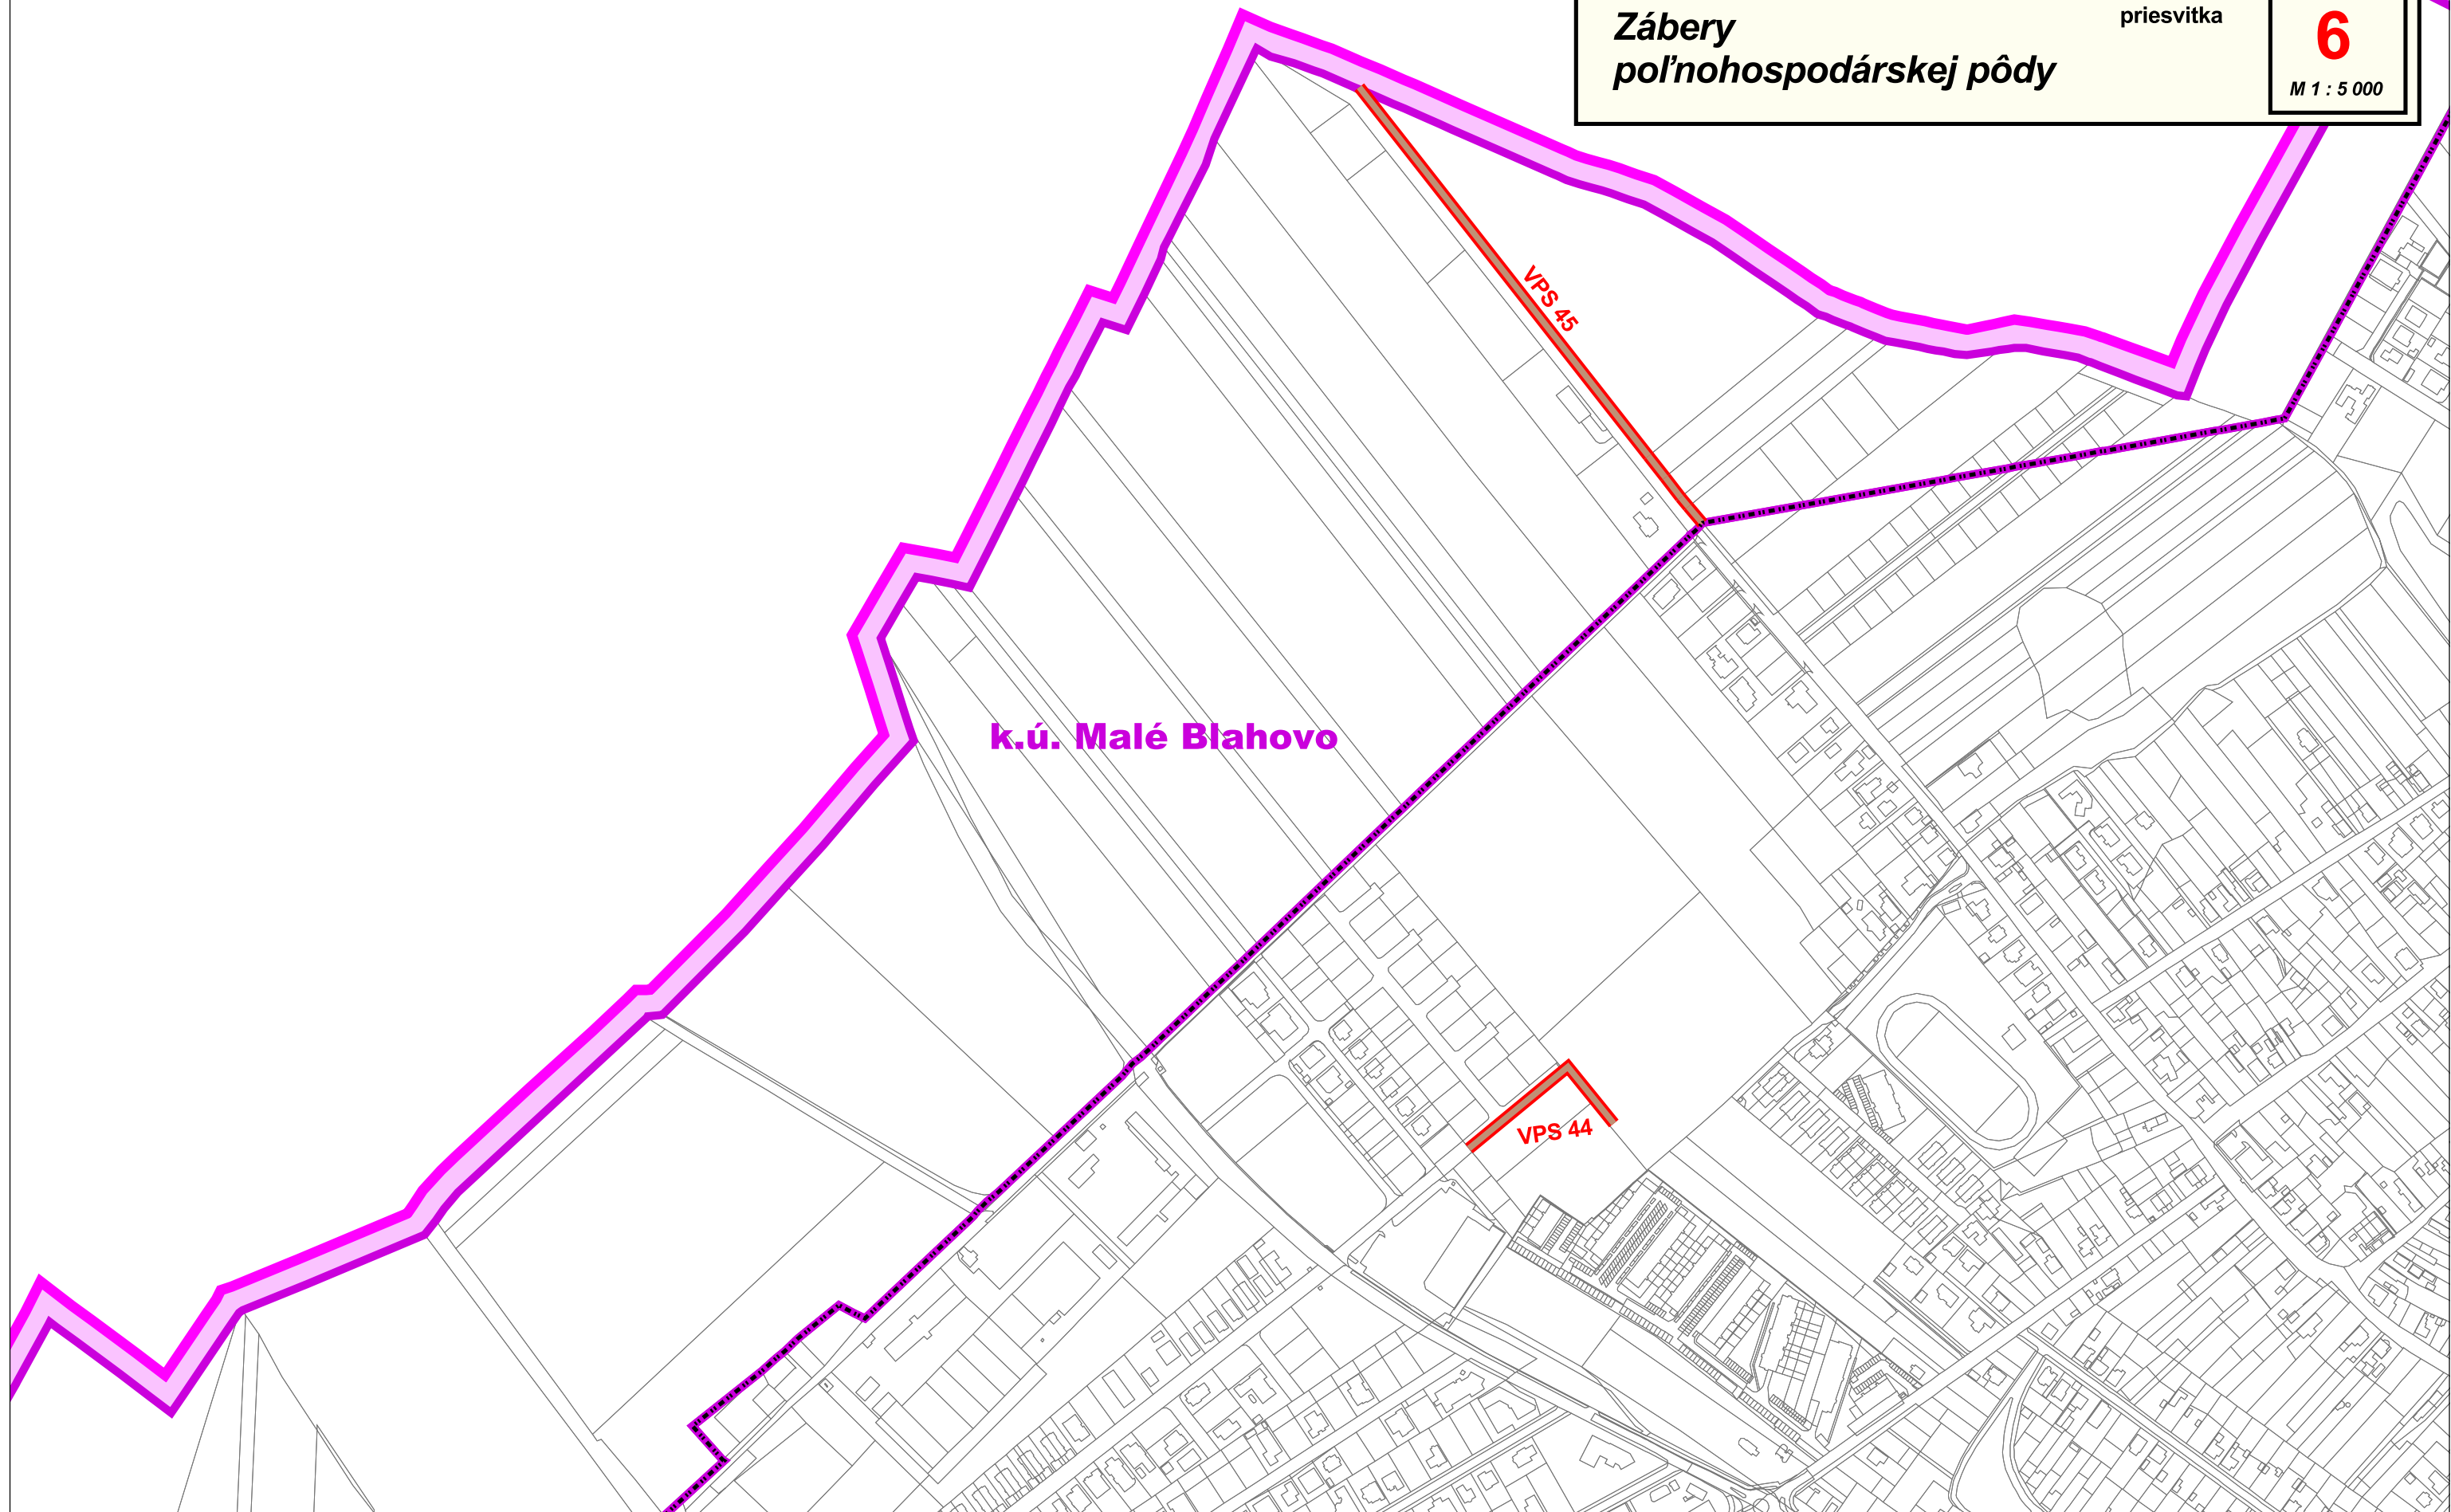 Zábery
poľnohospodárskej pôdy
priesvitka
6
M 1 : 5 000
VPS 45
k.ú. Malé Blahovo
VPS 44